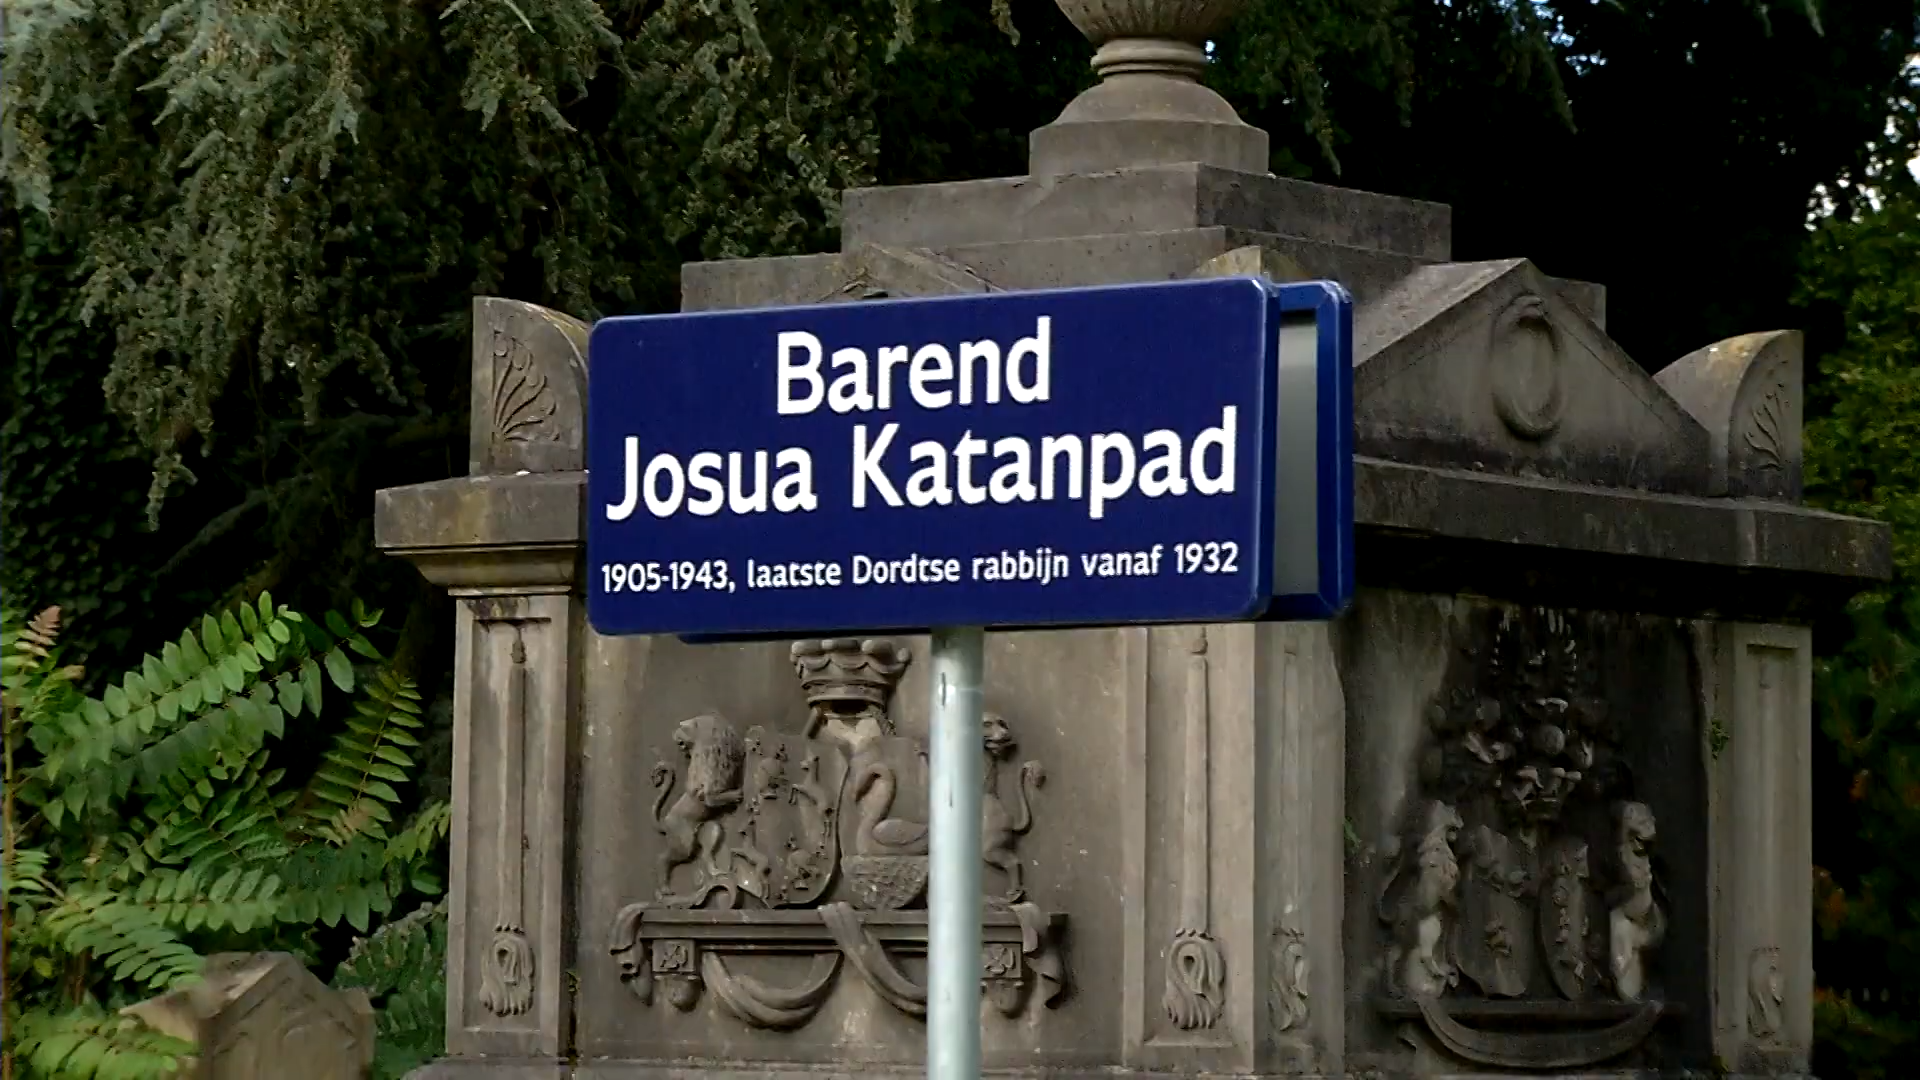 Barend
Josua Katanpad
1905-1943, laatste Dordtse rabbijn vanaf 1932